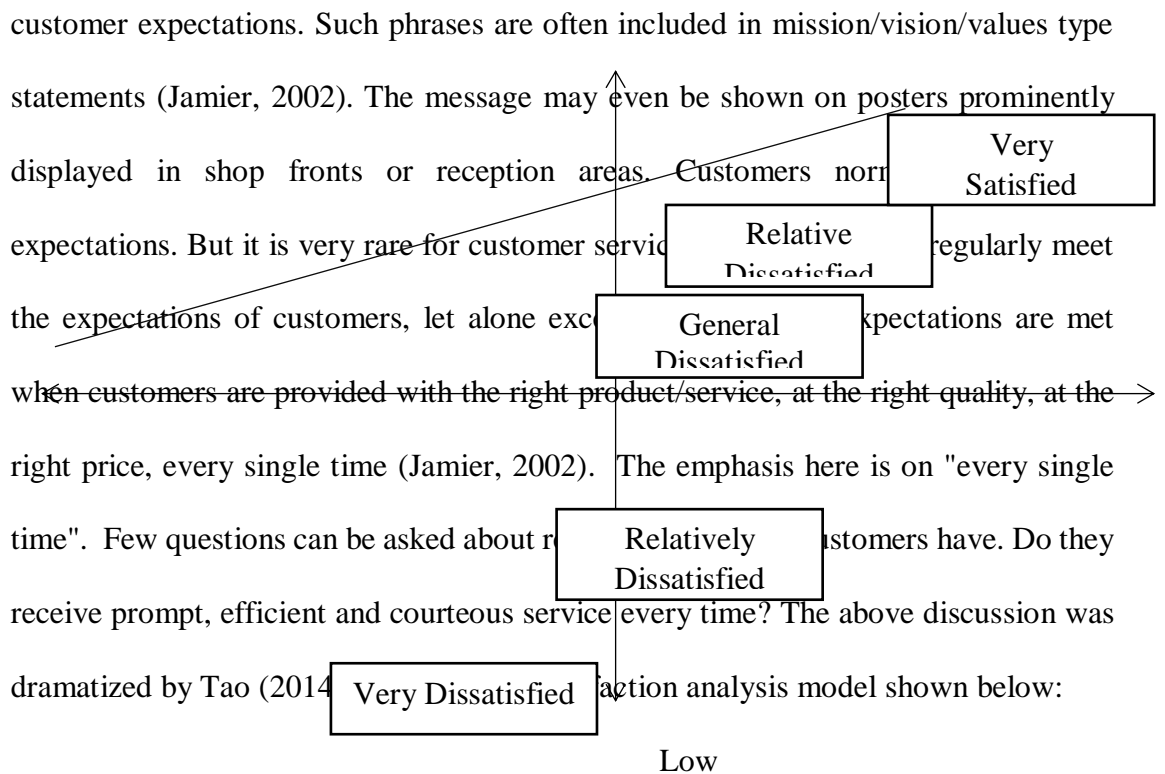 customer expectations. Such phrases are often included in mission/vision/values type
statements (Jamier, 2002). The message may even be shown on posters prominently
displayed in shop fronts or reception areas. Customers
Very
Satisfied
expectations. But it is very rare for customer regularly meet
Relative
Dissatisfied
the expectations of customers, let alone are met
General
Dissatisfied
when customers are provided with the right product/service, at the right quality, at the
right price, every single time (Jamier, 2002). The emphasis here is on "every single
time". Few questions can be asked about have. Do they
Relatively
Dissatisfied
receive prompt, efficient and courteous service every time? The above discussion was
dramatized by Tao (2014 analysis model shown below:
Very Dissatisfied
Low